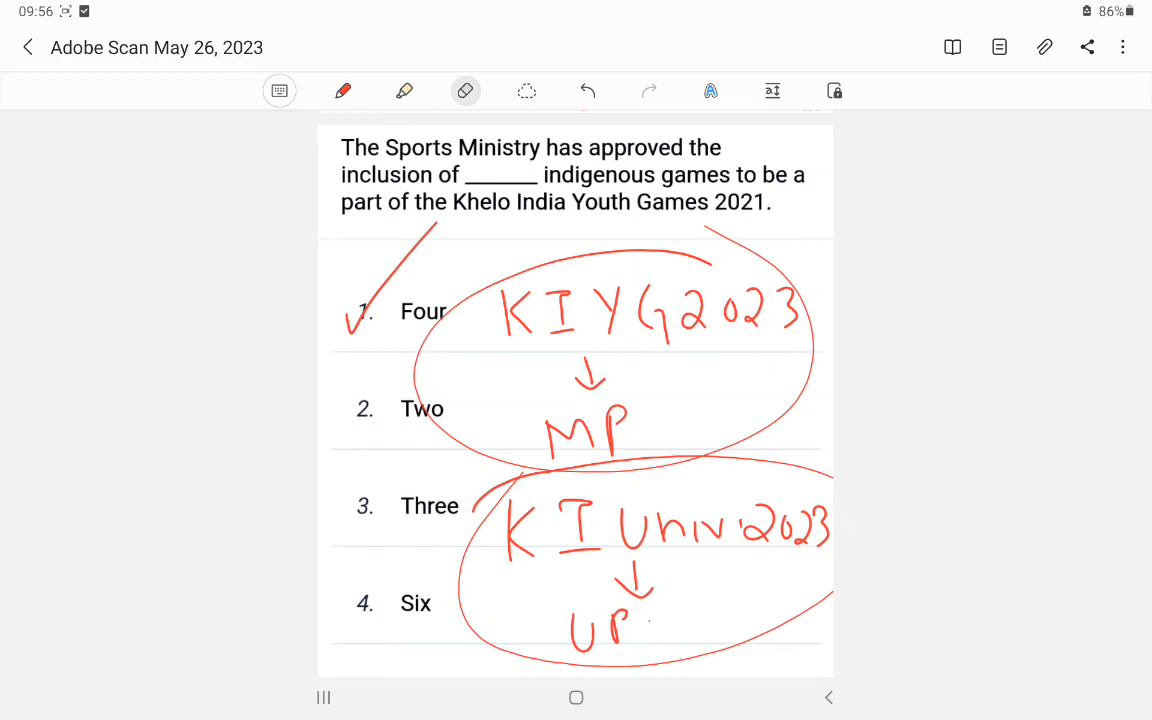 09:56
86%
Adobe Scan May 26, 2023
The Sports Ministry has approved the
inclusion of ______ indigenous games to be a
part of the Khelo India Youth Games 2021.
1. Four
KIYG 2023
2. Two
MP
3. Three
KI Univ. 2023
4. Six
UP